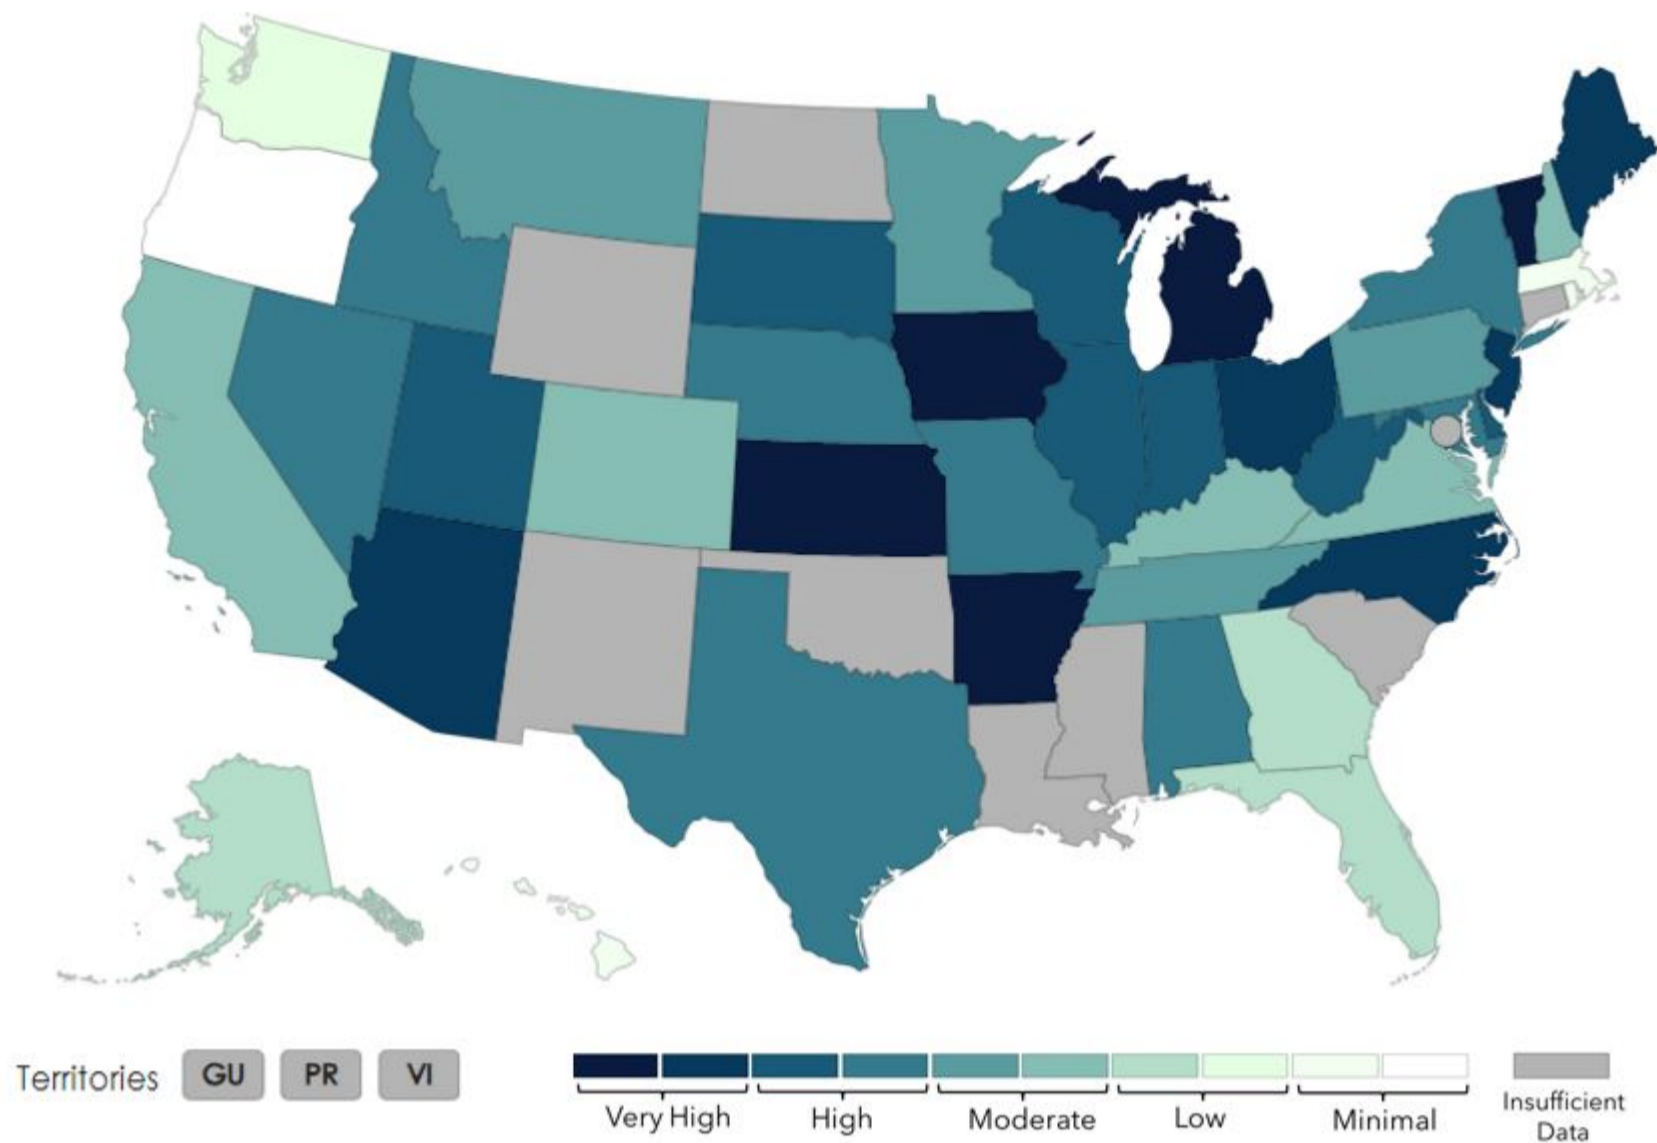 Territories GU PR VI
Very High High Moderate Low Minimal
Insufficient
Data